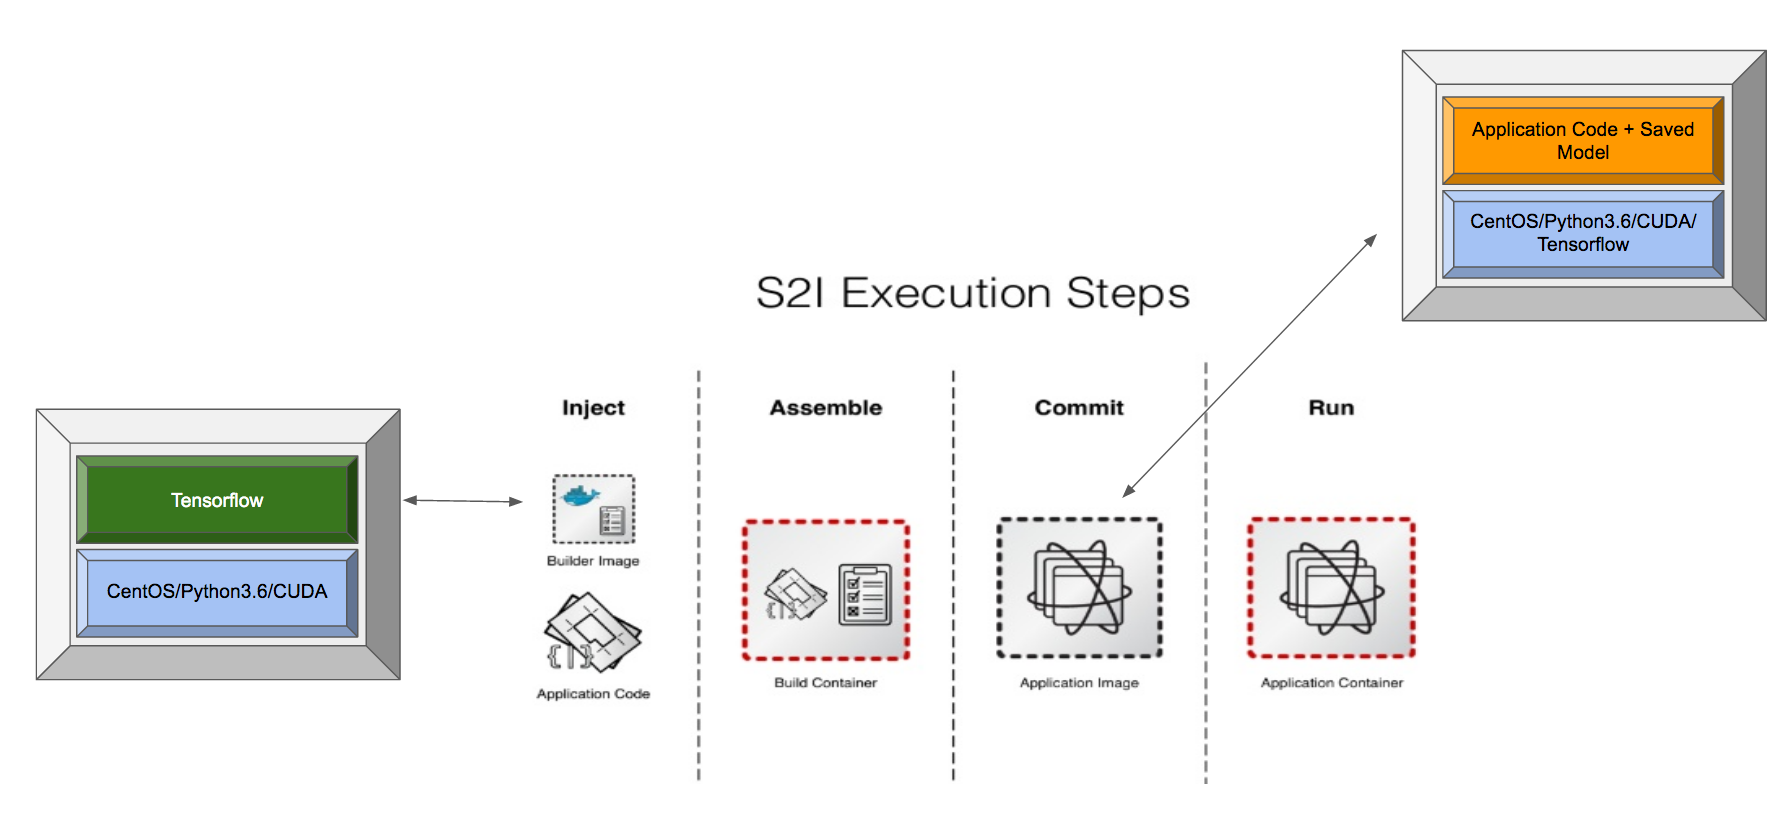 Application Code + Saved
Model
CentOS/Python3.6/CUDA/
Tensorflow
S2I Execution Steps
Inject
Assemble
Commit
Run
Tensorflow
CentOS/Python3.6/CUDA
Builder Image
Application Code
Build Container
Application Image
Application Container